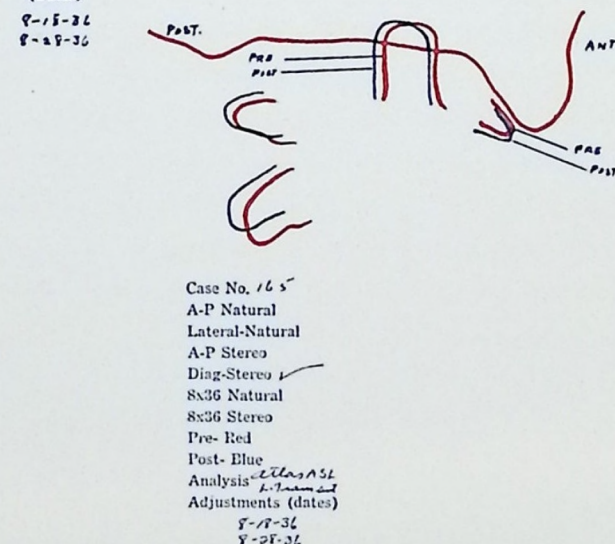 8-18-36
8-28-36
POST.
ANT
PRE
POST
PRE
POST
Case No. 165
A-P Natural
Lateral-Natural
A-P Stereo
Diag-Stereo ✓
8x36 Natural
8x36 Stereo
Pre- Red
Post- Blue
Analysis atlas ASL
Adjustments (dates)
8-18-36
8-28-36